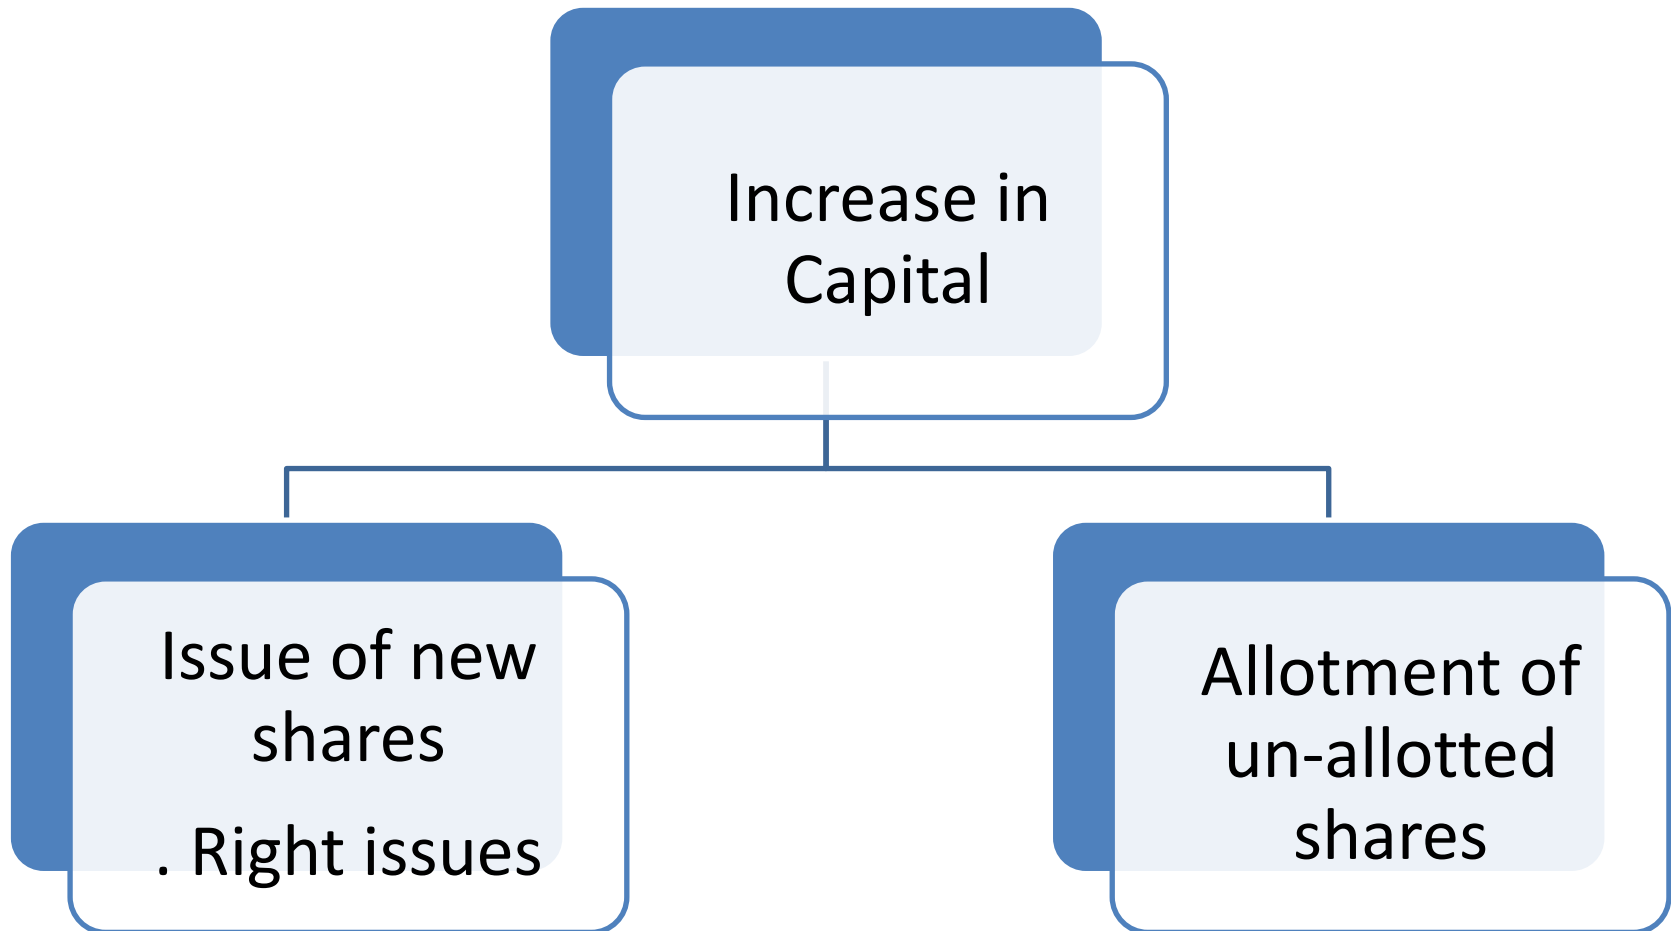 Increase in
Capital
Issue of new
shares
. Right issues
Allotment of
un-allotted
shares